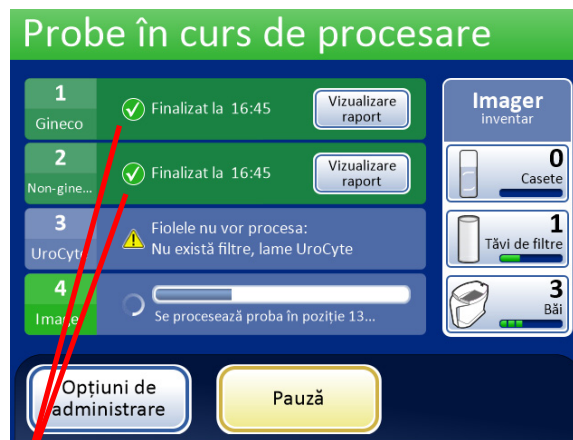 Probe în curs de procesare
1
Gineco
Finalizat la 16:45
Vizualizare
raport
2
Non-gine...
Finalizat la 16:45
Vizualizare
raport
3
UroCyte
Fiolele nu vor procesa:
Nu există filtre, lame UroCyte
4
Imager
Se procesează proba în poziție 13...
Imager
inventar
0
Casete
1
Tăvi de filtre
3
Băi
Opțiuni de
administrare
Pauză